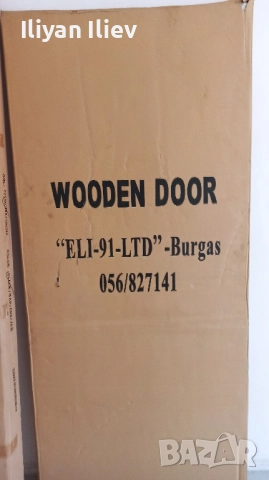 Iliyan Iliev
WOODEN DOOR
“ELI-91-LTD”-Burgas
056/827141
BAZAR